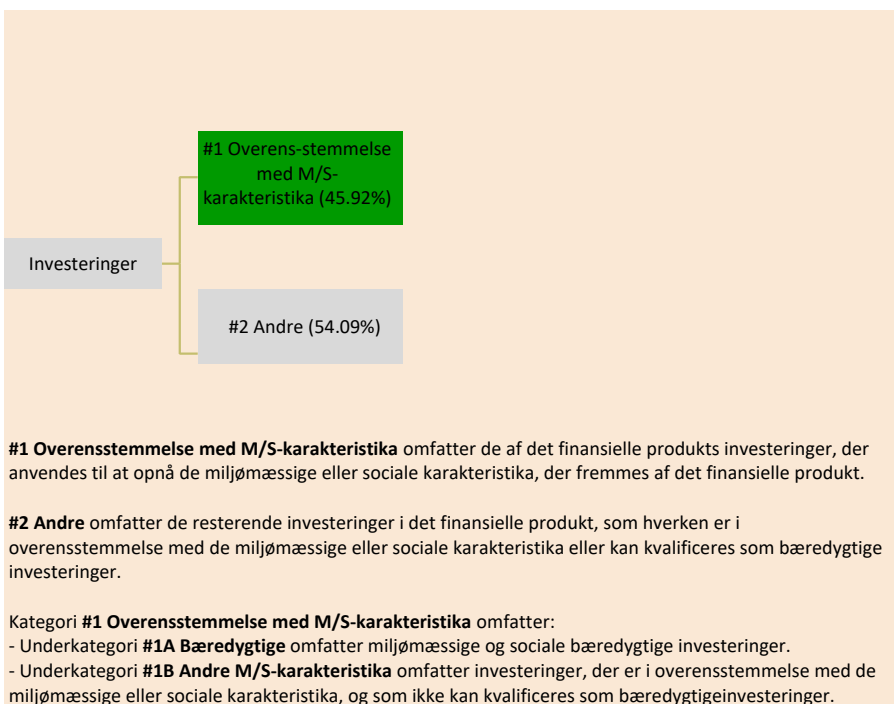 #1 Overens-stemmelse
med M/S-
karakteristika (45.92%)
Investeringer
#2 Andre (54.09%)
#1 Overensstemmelse med M/S-karakteristika omfatter de af det finansielle produkts investeringer, der
anvendes til at opnå de miljømæssige eller sociale karakteristika, der fremmes af det finansielle produkt.
#2 Andre omfatter de resterende investeringer i det finansielle produkt, som hverken er i
overensstemmelse med de miljømæssige eller sociale karakteristika eller kan kvalificeres som bæredygtige
investeringer.
Kategori #1 Overensstemmelse med M/S-karakteristika omfatter:
- Underkategori #1A Bæredygtige omfatter miljømæssige og sociale bæredygtige investeringer.
- Underkategori #1B Andre M/S-karakteristika omfatter investeringer, der er i overensstemmelse med de
miljømæssige eller sociale karakteristika, og som ikke kan kvalificeres som bæredygtigeinvesteringer.